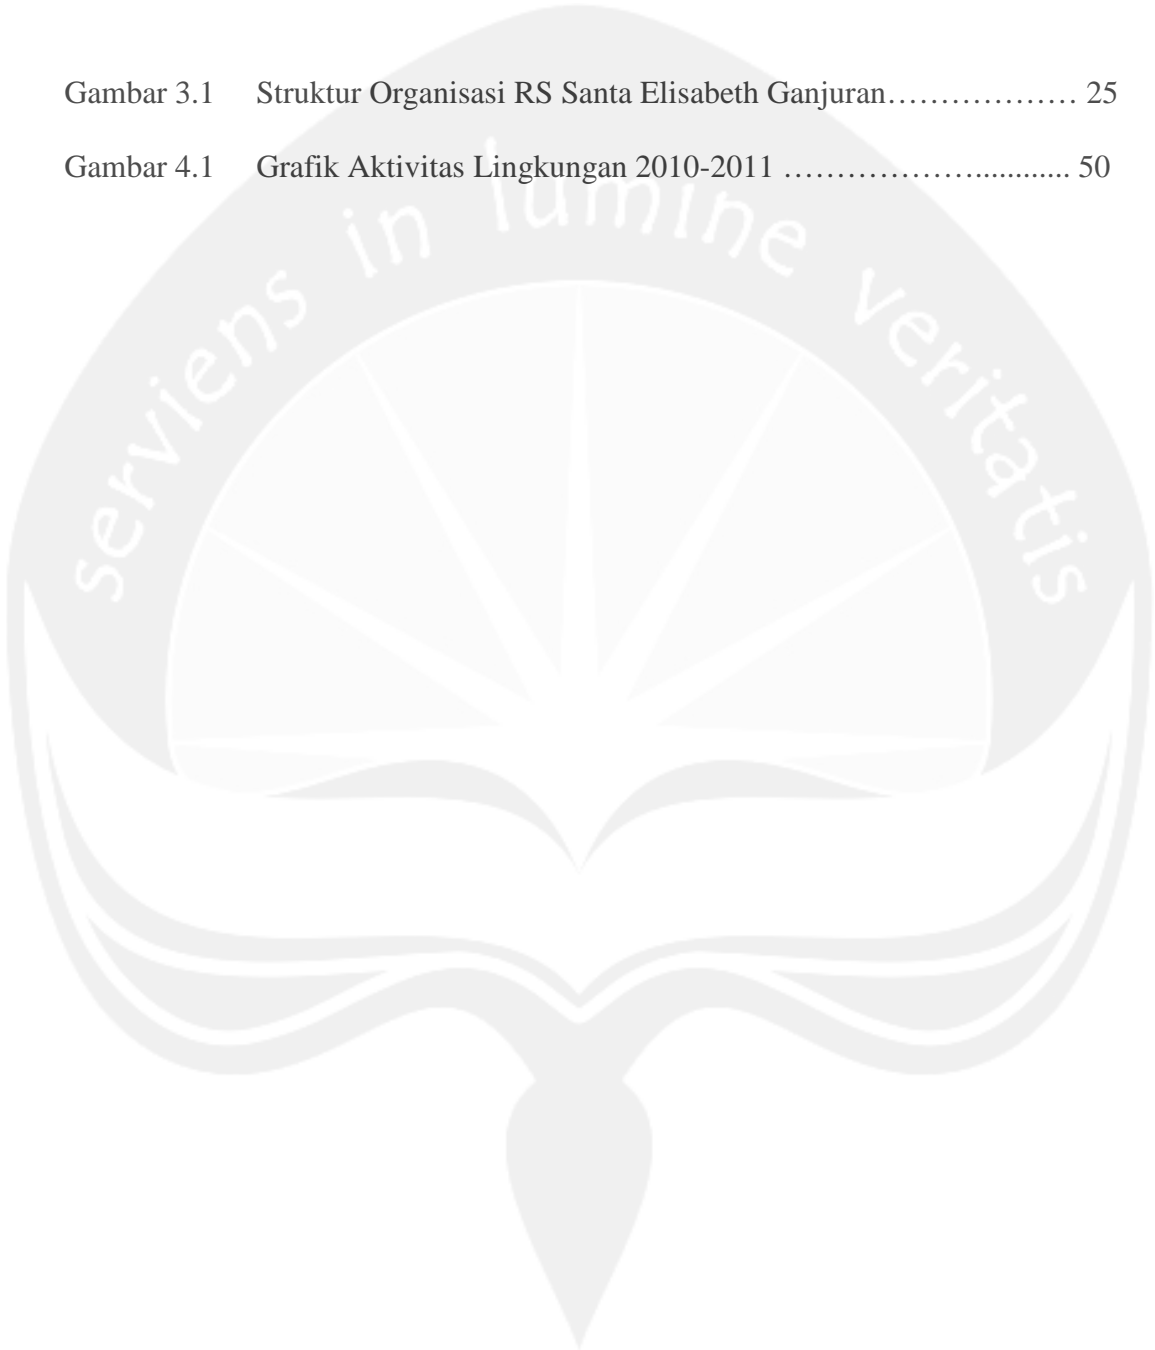 Gambar 3.1 Struktur Organisasi RS Santa Elisabeth Ganjuran……………… 25
Gambar 4.1 Grafik Aktivitas Lingkungan 2010-2011 ………………............ 50
serviens in lumine veritatis